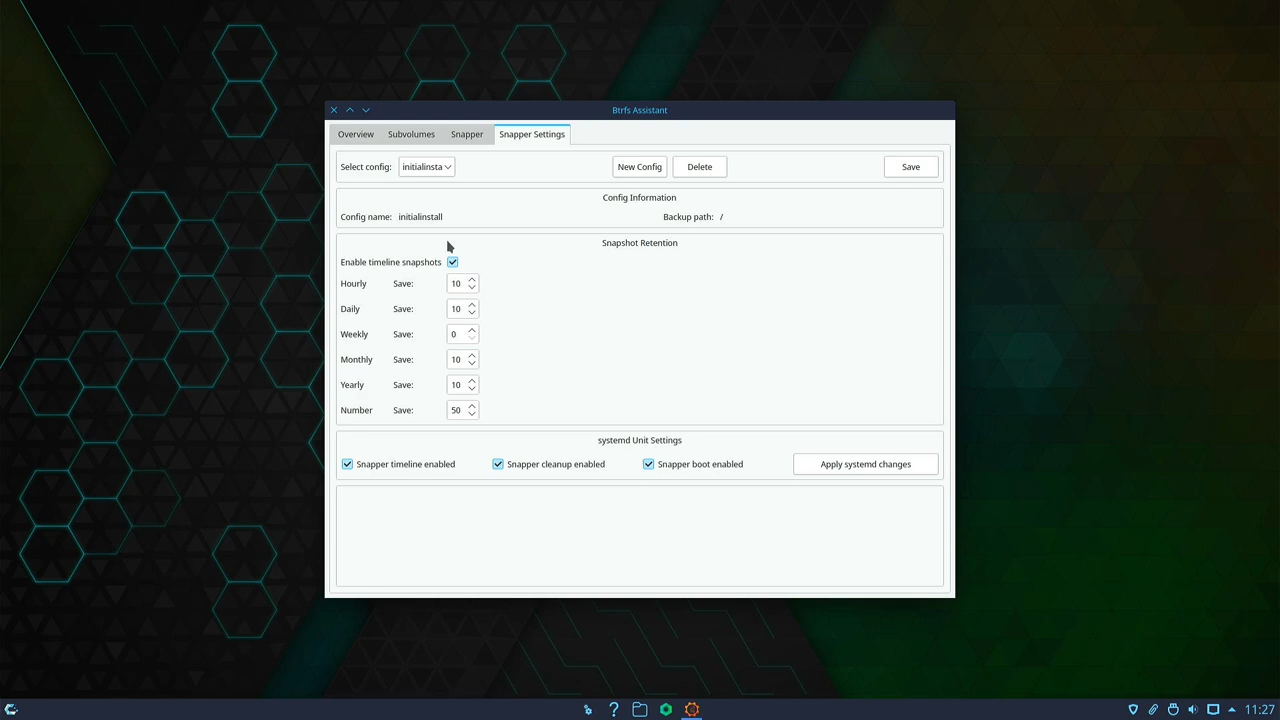 Btrfs Assistant
Overview Subvolumes Snapper Snapper Settings
Select config: initialinsta New Config Delete Save
Config Information
Config name: initialinstall Backup path: /
Snapshot Retention
Enable timeline snapshots
Hourly Save: 10
Daily Save: 10
Weekly Save: 0
Monthly Save: 10
Yearly Save: 10
Number Save: 50
systemd Unit Settings
Snapper timeline enabled Snapper cleanup enabled Snapper boot enabled Apply systemd changes
11:27